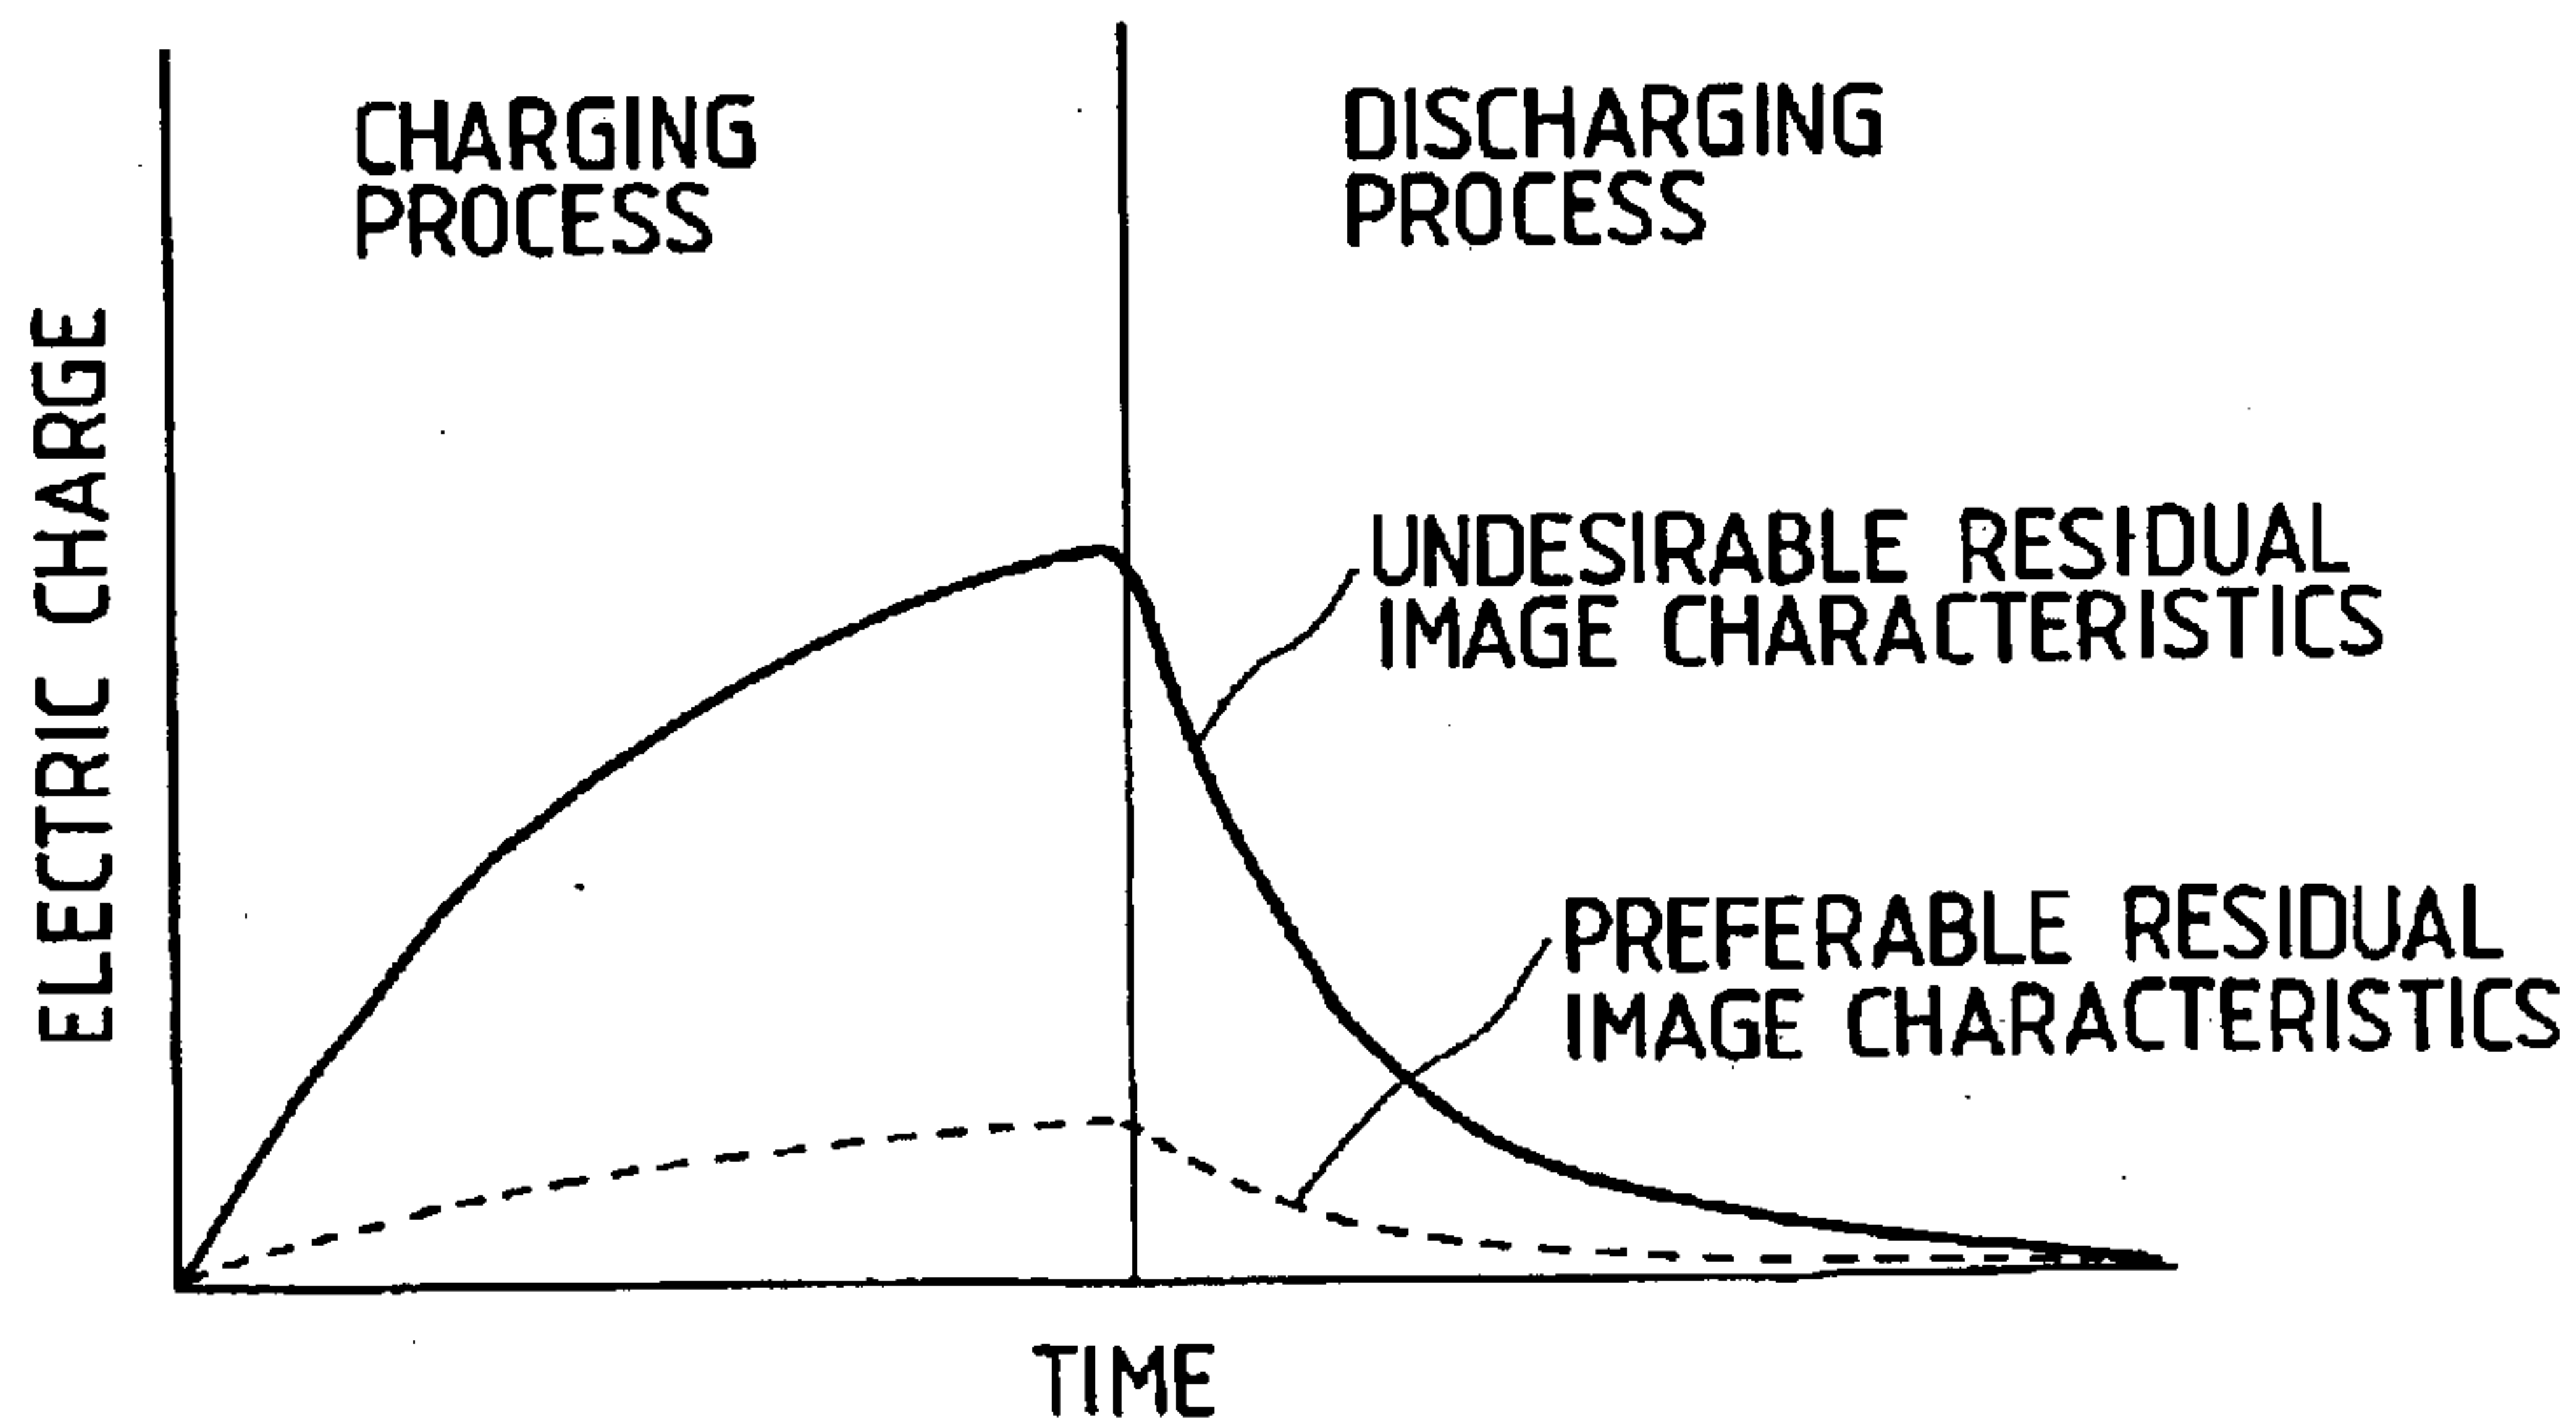 CHARGING
PROCESS
DISCHARGING
PROCESS
ELECTRIC CHARGE
UNDESIRABLE RESIDUAL
IMAGE CHARACTERISTICS
PREFERABLE RESIDUAL
IMAGE CHARACTERISTICS
TIME